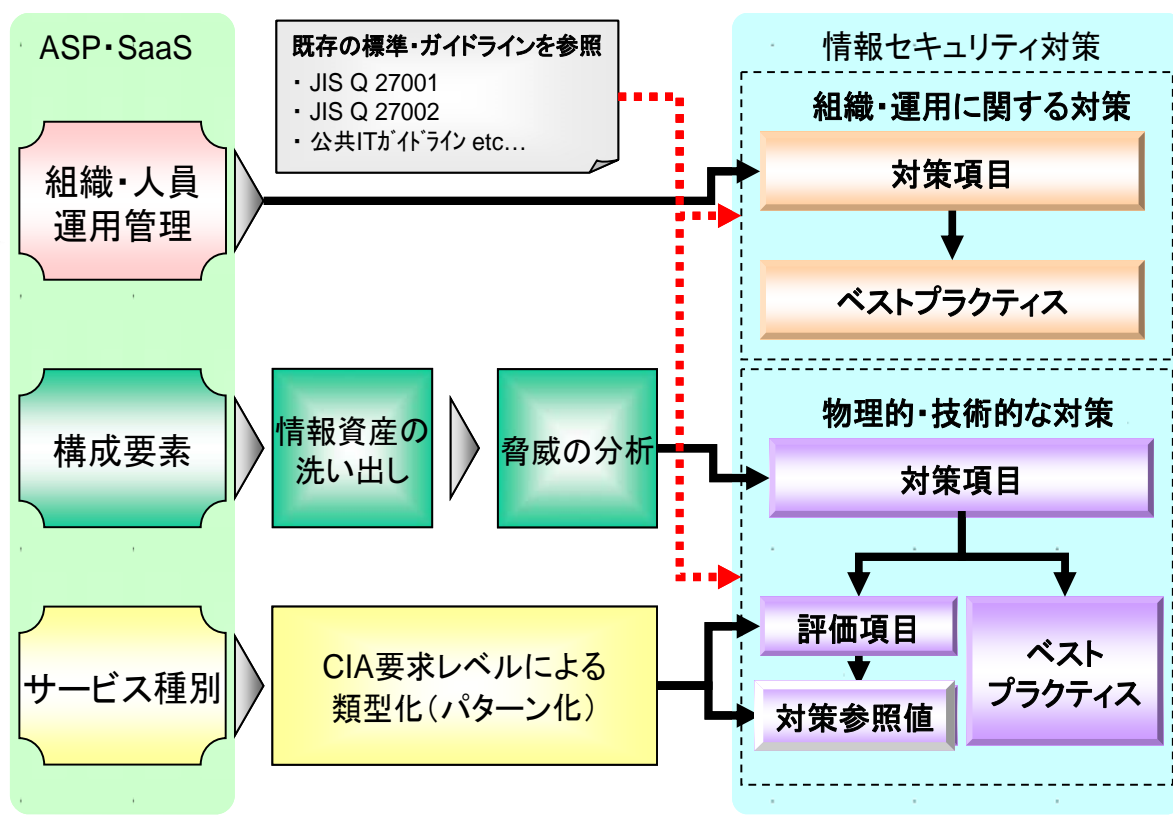 ASP・SaaS
既存の標準・ガイドラインを参照
・ JIS Q 27001
・ JIS Q 27002
・ 公共ITｶﾞｲﾄﾞﾗｲﾝ etc…
情報セキュリティ対策
組織・運用に関する対策
対策項目
ベストプラクティス
組織・人員
運用管理
構成要素
情報資産の
洗い出し
脅威の分析
物理的・技術的な対策
対策項目
評価項目
対策参照値
ベスト
プラクティス
サービス種別
CIA要求レベルによる
類型化（パターン化）